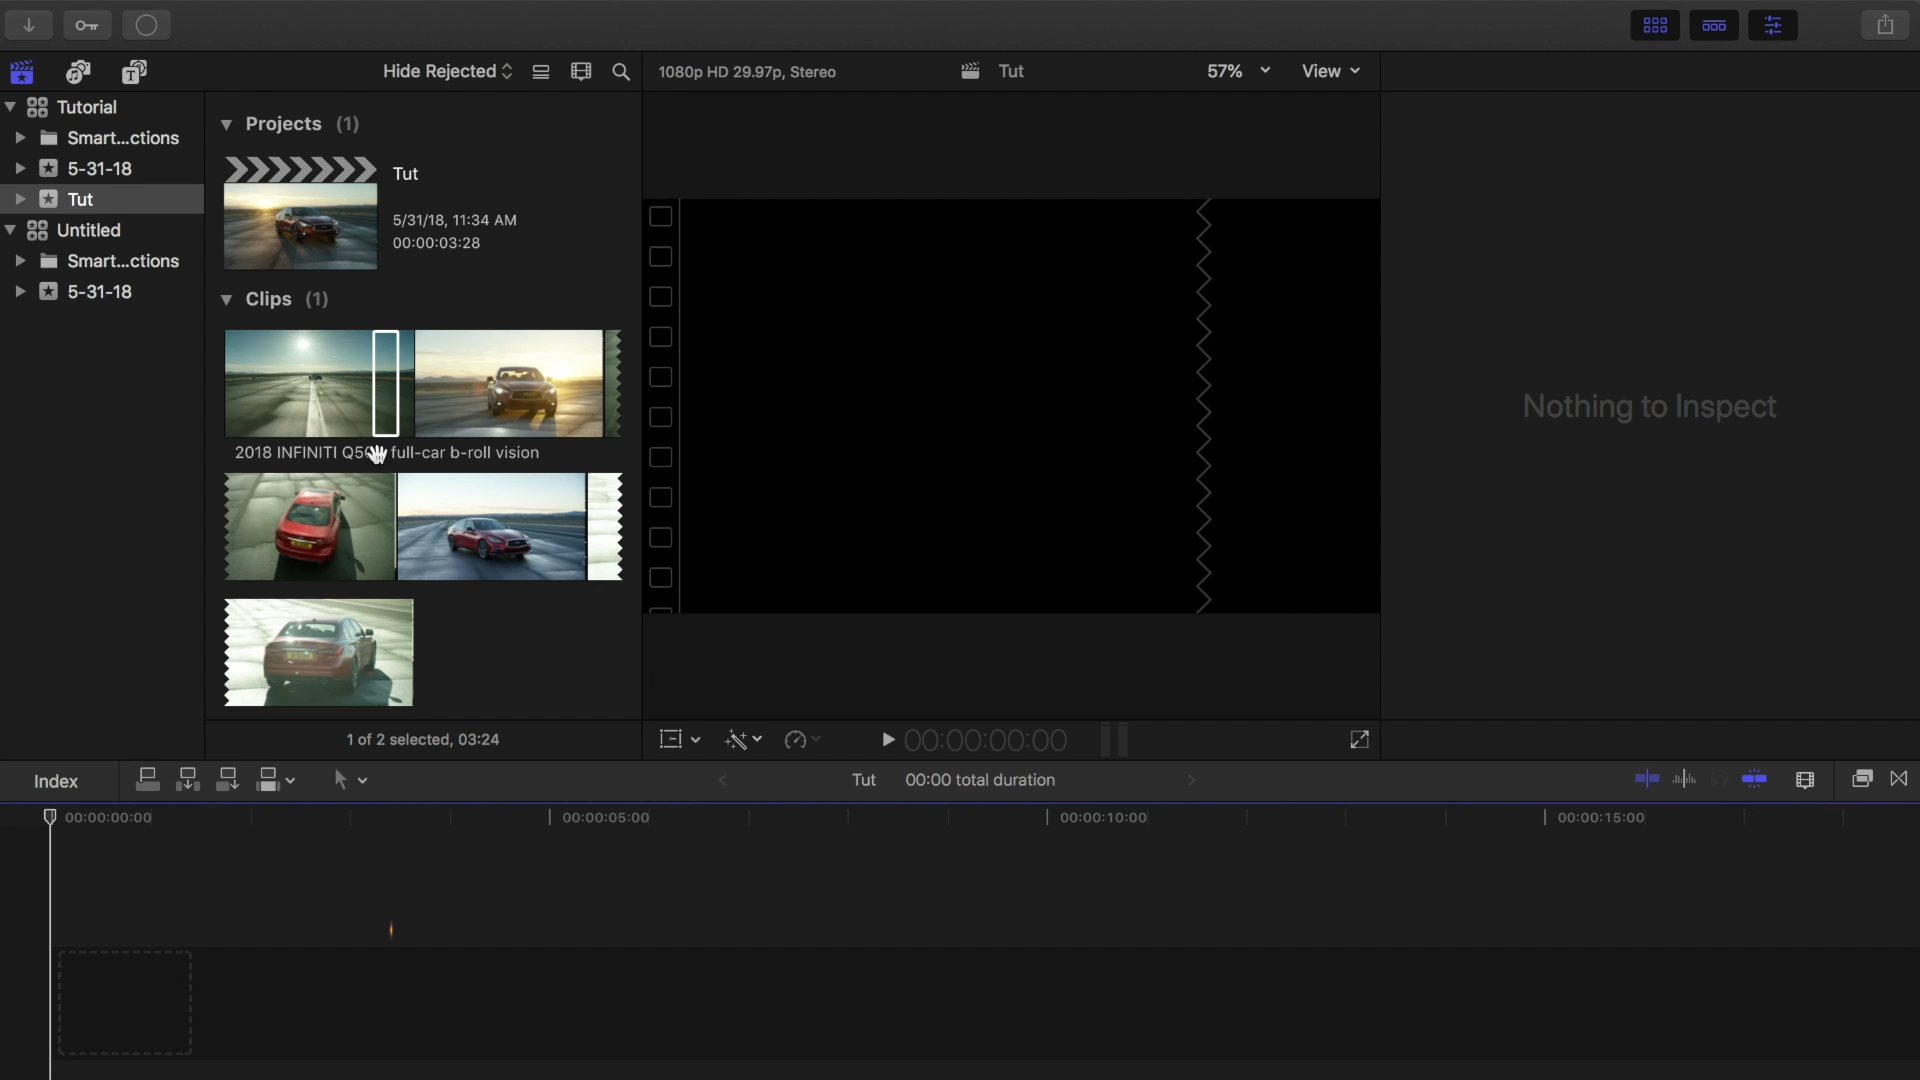 Hide Rejected
1080p HD 29.97p, Stereo
Tut
57%
View
Tutorial
Smart...ctions
5-31-18
Tut
Untitled
Smart...ctions
5-31-18
Projects (1)
Tut
5/31/18, 11:34 AM
00:00:03:28
Clips (1)
2018 INFINITI full-car b-roll vision
Nothing to Inspect
1 of 2 selected, 03:24
00:00:00:00
Index
Tut 00:00 total duration
00:00:00:00
00:00:05:00
00:00:10:00
00:00:15:00